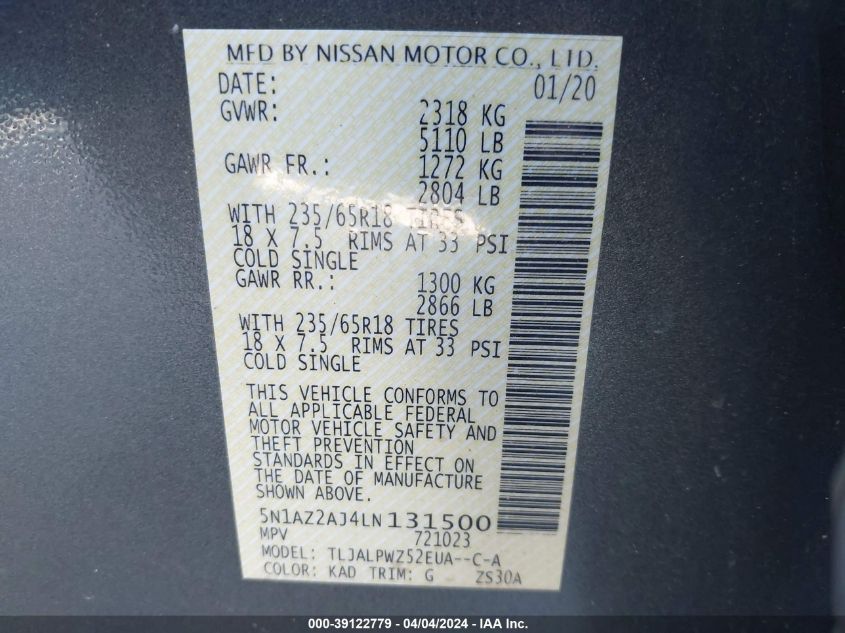 MFD BY NISSAN MOTOR CO., LTD.
DATE: 01/20
GVWR: 2318 KG
5110 LB
GAWR FR.: 1272 KG
2804 LB
WITH 235/65R18 TIRES
18 X 7.5 RIMS AT 33 PSI
COLD SINGLE
GAWR RR.: 1300 KG
2866 LB
WITH 235/65R18 TIRES
18 X 7.5 RIMS AT 33 PSI
COLD SINGLE
THIS VEHICLE CONFORMS TO
ALL APPLICABLE FEDERAL
MOTOR VEHICLE SAFETY AND
THEFT PREVENTION
STANDARDS IN EFFECT ON
THE DATE OF MANUFACTURE
SHOWN ABOVE.
5N1AZ2AJ4LN131500
MPV 721023
MODEL: TLJALPWZ52EUA--C-A
COLOR: KAD TRIM: G ZS30A
000-39122779 - 04/04/2024 - IAA Inc.